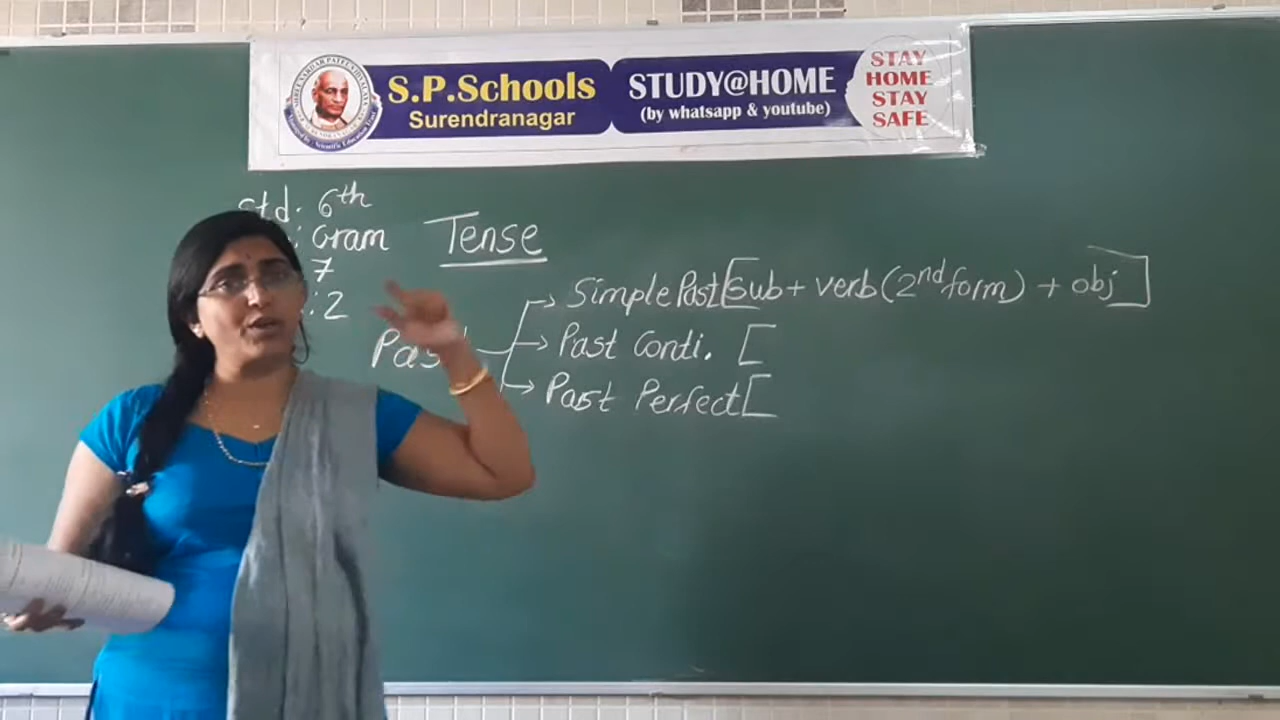 S.P.Schools
Surendranagar
STUDY@HOME
(by whatsapp & youtube)
STAY
HOME
STAY
SAFE
std. 6th
: Gram
7
: 2
Tense
Past
Simple Past [sub + verb (2nd form) + obj]
Past Conti. [
Past Perfect [